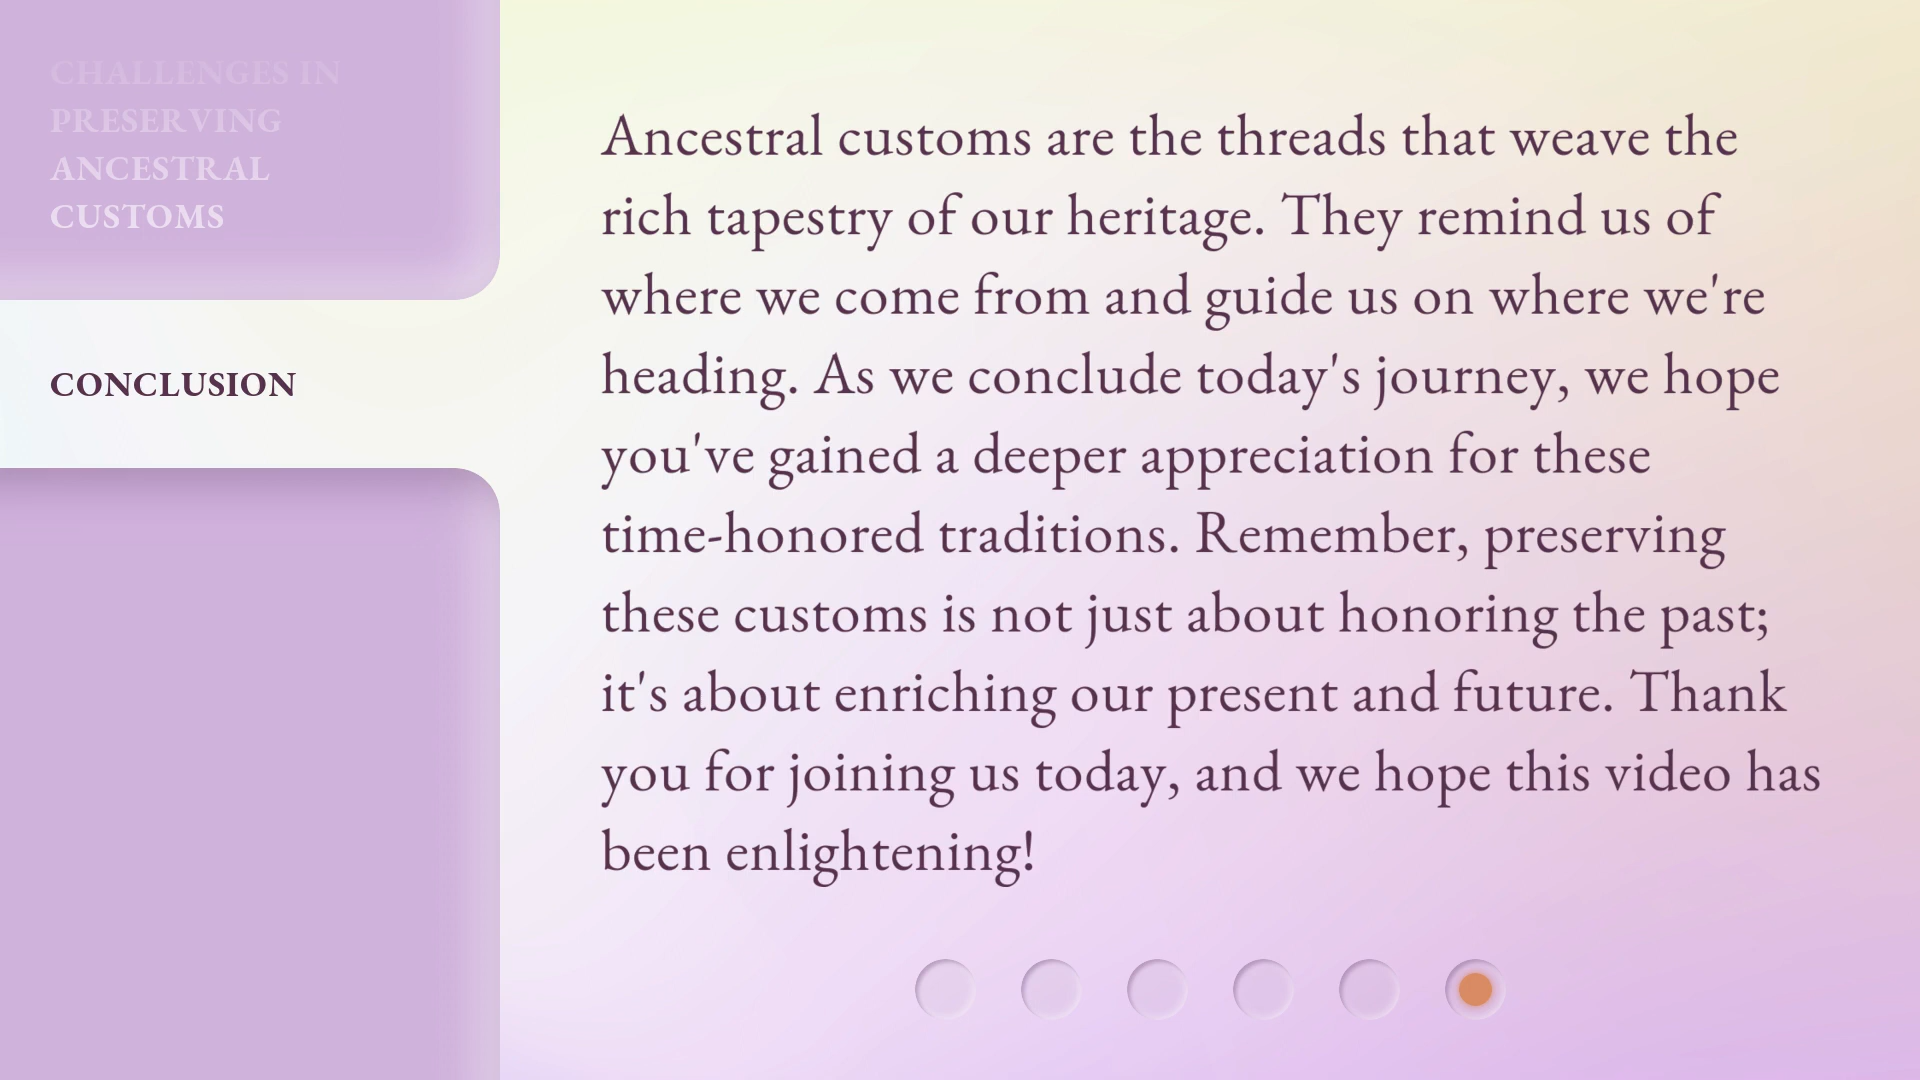 CHALLENGES IN
PRESERVING
ANCESTRAL
CUSTOMS
CONCLUSION
Ancestral customs are the threads that weave the
rich tapestry of our heritage. They remind us of
where we come from and guide us on where we're
heading. As we conclude today's journey, we hope
you've gained a deeper appreciation for these
time-honored traditions. Remember, preserving
these customs is not just about honoring the past;
it's about enriching our present and future. Thank
you for joining us today, and we hope this video has
been enlightening!